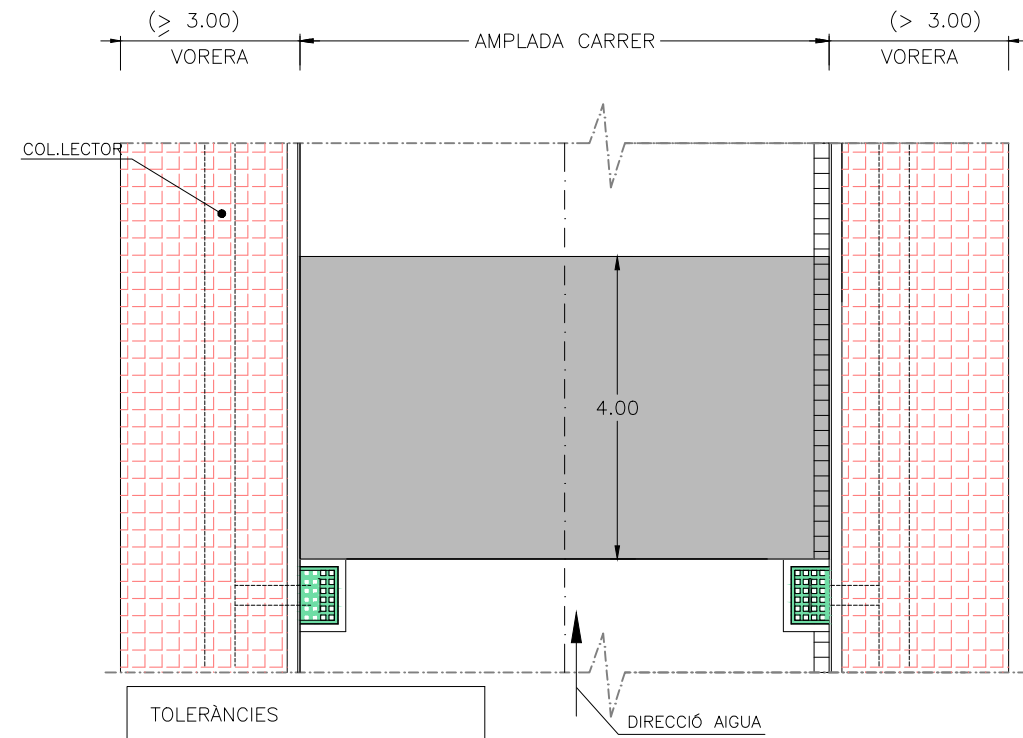 (≥ 3.00)
(> 3.00)
AMPLADA CARRER
VORERA
VORERA
COL.LECTOR
4.00
TOLERÀNCIES
DIRECCIÓ AIGUA